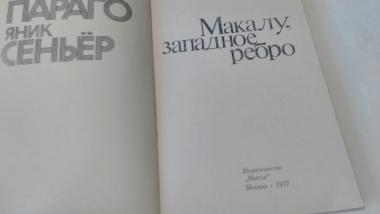 ПАРАГО
ЯНИК
СЕНЬЁР
Макалу,
западное
ребро
Издательство
"Мысль"
Москва • 1977